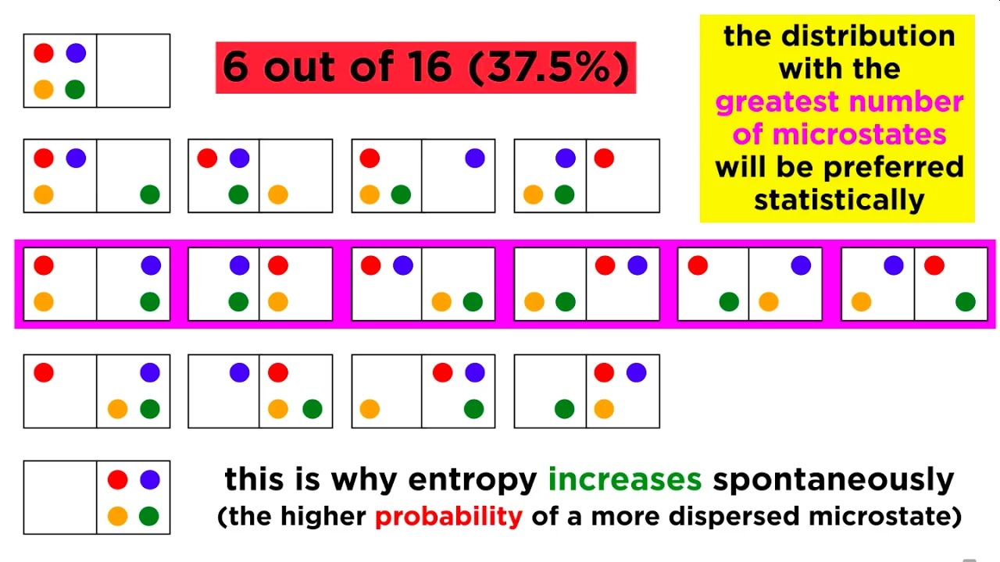 6 out of 16 (37.5%)
the distribution
with the
greatest number
of microstates
will be preferred
statistically
this is why entropy increases spontaneously
(the higher probability of a more dispersed microstate)